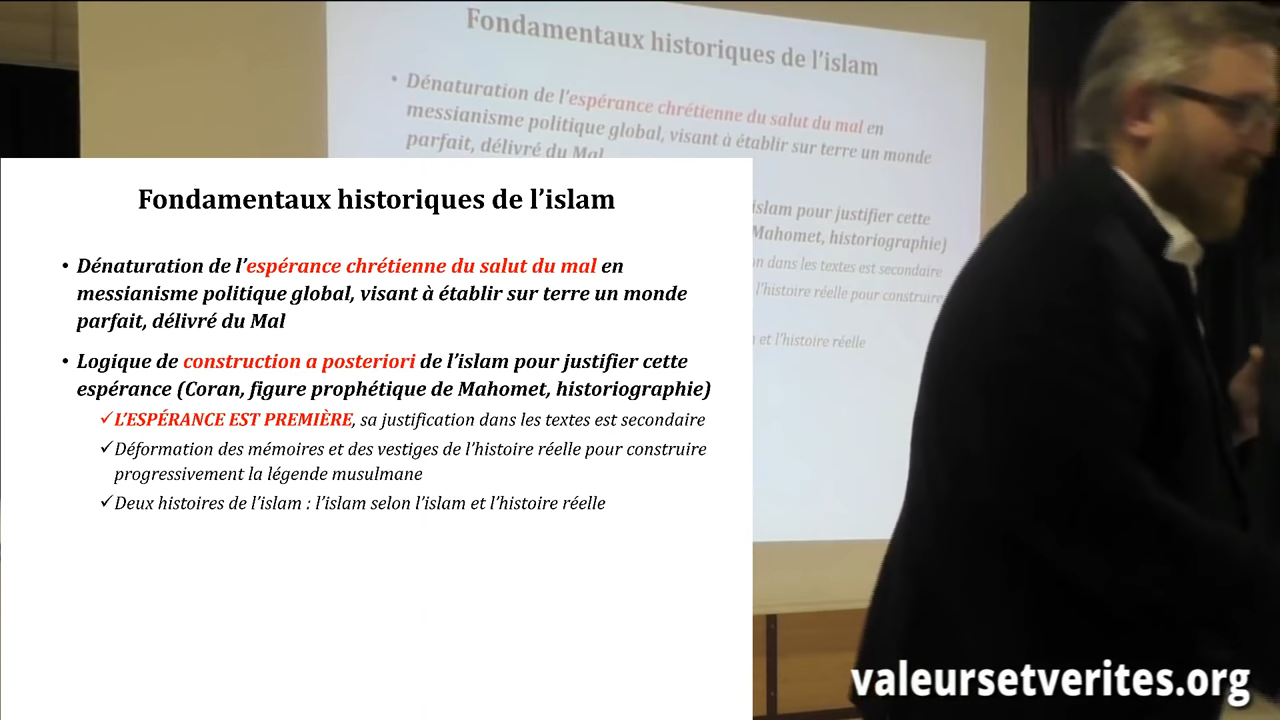 Fondamentaux historiques de l'islam
• Dénaturation de l'espérance chrétienne du salut du mal en
messianisme politique global, visant à établir sur terre un monde
parfait, délivré du Mal
islam pour justifier cette
Mahomet, historiographie)
n dans les textes est secondaire
l'histoire réelle pour construire
et l'histoire réelle
Fondamentaux historiques de l'islam
• Dénaturation de l'espérance chrétienne du salut du mal en
messianisme politique global, visant à établir sur terre un monde
parfait, délivré du Mal
• Logique de construction a posteriori de l'islam pour justifier cette
espérance (Coran, figure prophétique de Mahomet, historiographie)
✓L'ESPÉRANCE EST PREMIÈRE, sa justification dans les textes est secondaire
✓Déformation des mémoires et des vestiges de l'histoire réelle pour construire
progressivement la légende musulmane
✓Deux histoires de l'islam : l'islam selon l'islam et l'histoire réelle
valeursetverites.org